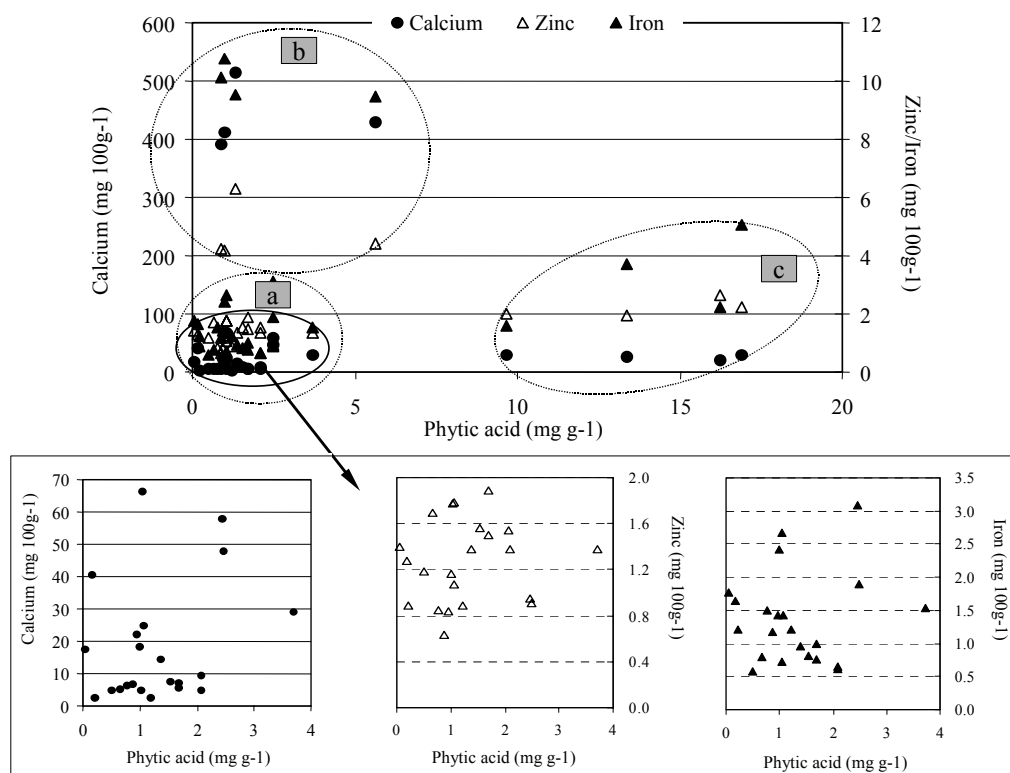 Calcium Zinc Iron
Calcium (mg 100g-1)
600
500
400
300
200
100
0
12
10
8
6
4
2
0
Zinc/Iron (mg 100g-1)
b
a
c
0 5 10 15 20
Phytic acid (mg g-1)
Calcium (mg 100g-1)
70
60
50
40
30
20
10
0
0 1 2 3 4
Phytic acid (mg g-1)
2.0
1.6
1.2
0.8
0.4
0.0
Zinc (mg 100g-1)
0 1 2 3 4
Phytic acid (mg g-1)
3.5
3.0
2.5
2.0
1.5
1.0
0.5
0.0
Iron (mg 100g-1)
0 1 2 3 4
Phytic acid (mg g-1)